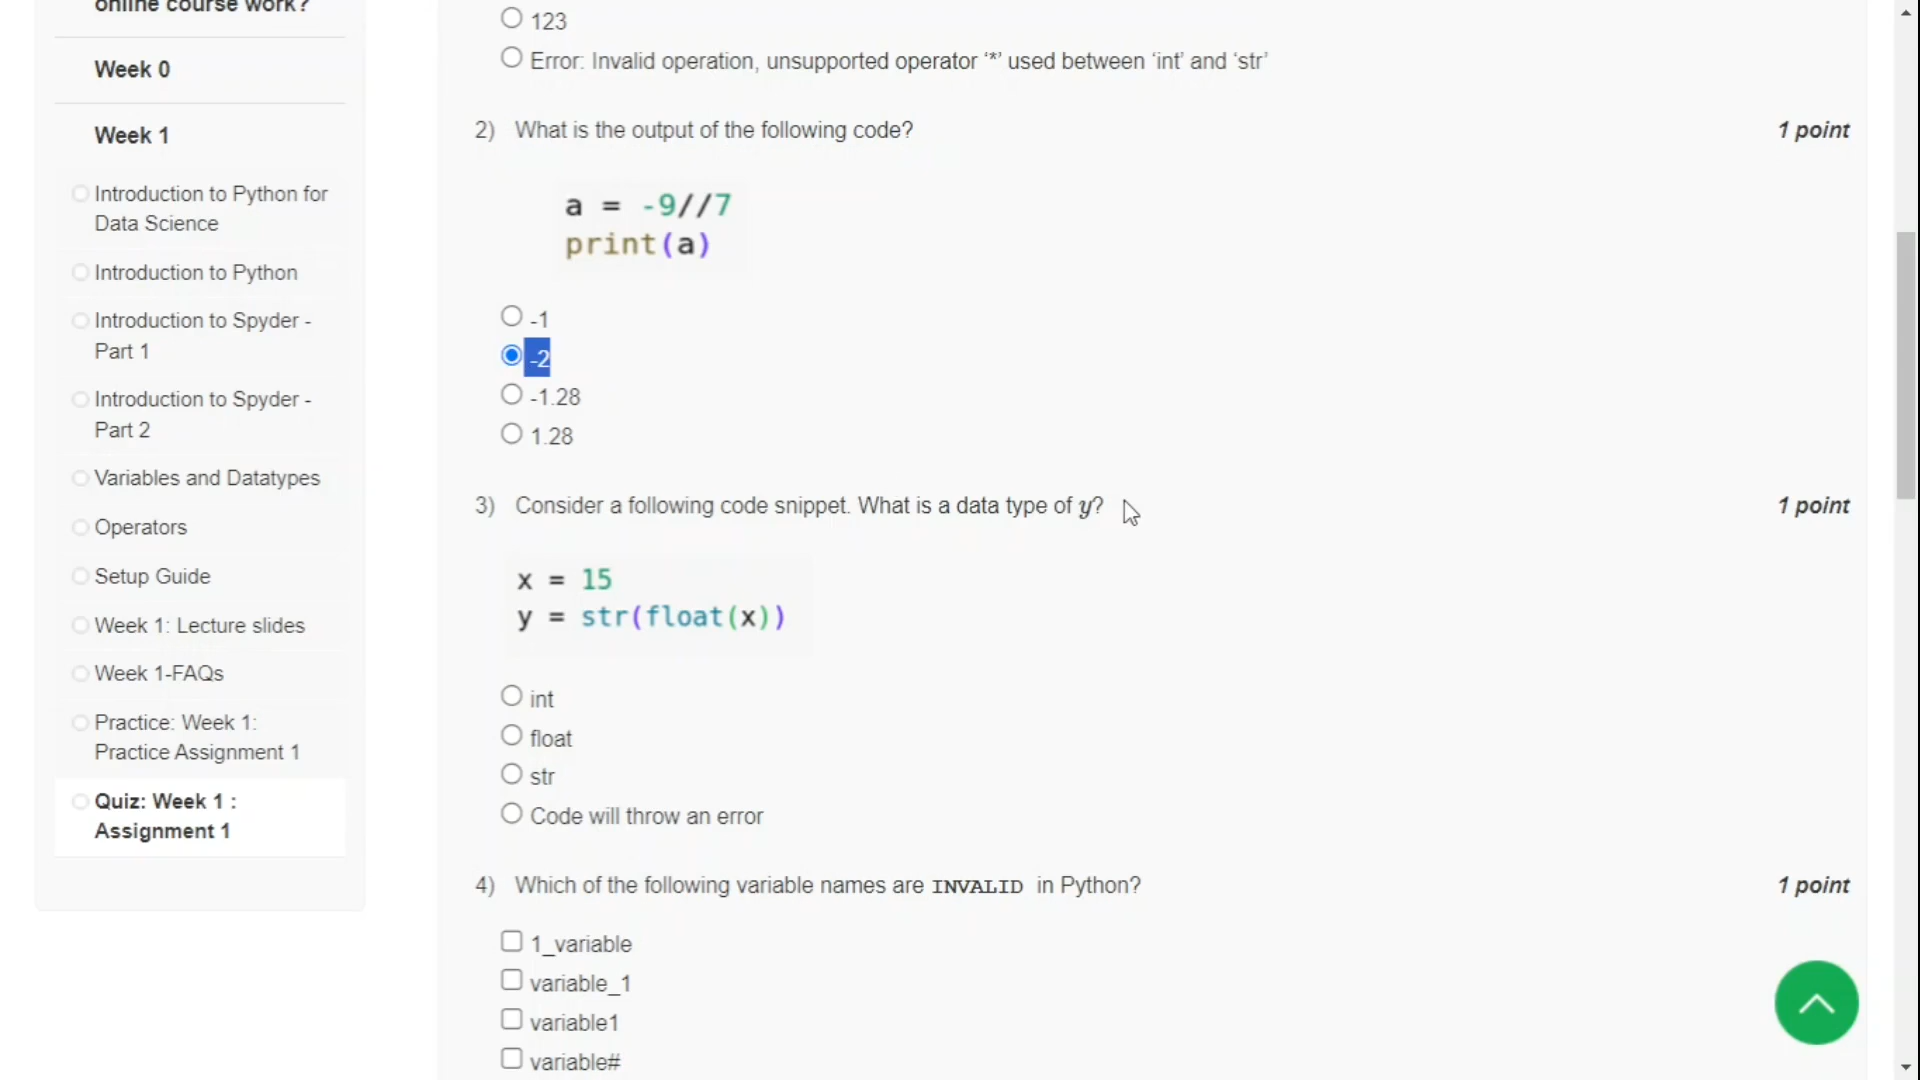 online course work?
Week 0
Week 1
Introduction to Python for
Data Science
Introduction to Python
Introduction to Spyder -
Part 1
Introduction to Spyder -
Part 2
Variables and Datatypes
Operators
Setup Guide
Week 1: Lecture slides
Week 1-FAQs
Practice: Week 1:
Practice Assignment 1
Quiz: Week 1 :
Assignment 1
123
Error: Invalid operation, unsupported operator ‘*’ used between ‘int’ and ‘str’
2) What is the output of the following code? 1 point
a = -9//7
print(a)
-1
-2
-1.28
1.28
3) Consider a following code snippet. What is a data type of y? 1 point
x = 15
y = str(float(x))
int
float
str
Code will throw an error
4) Which of the following variable names are INVALID in Python? 1 point
1_variable
variable_1
variable1
variable#